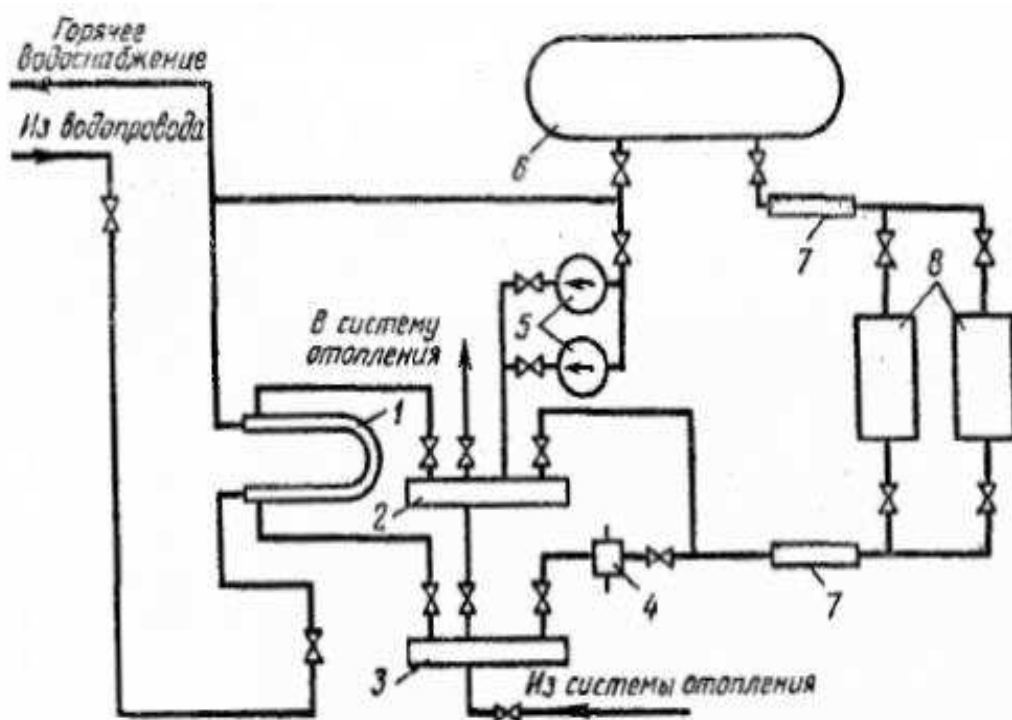 Горячее
водоснабжение
Из водопровода
6
7
8
5
В систему
отопления
1
2
4
7
3
Из системы отопления